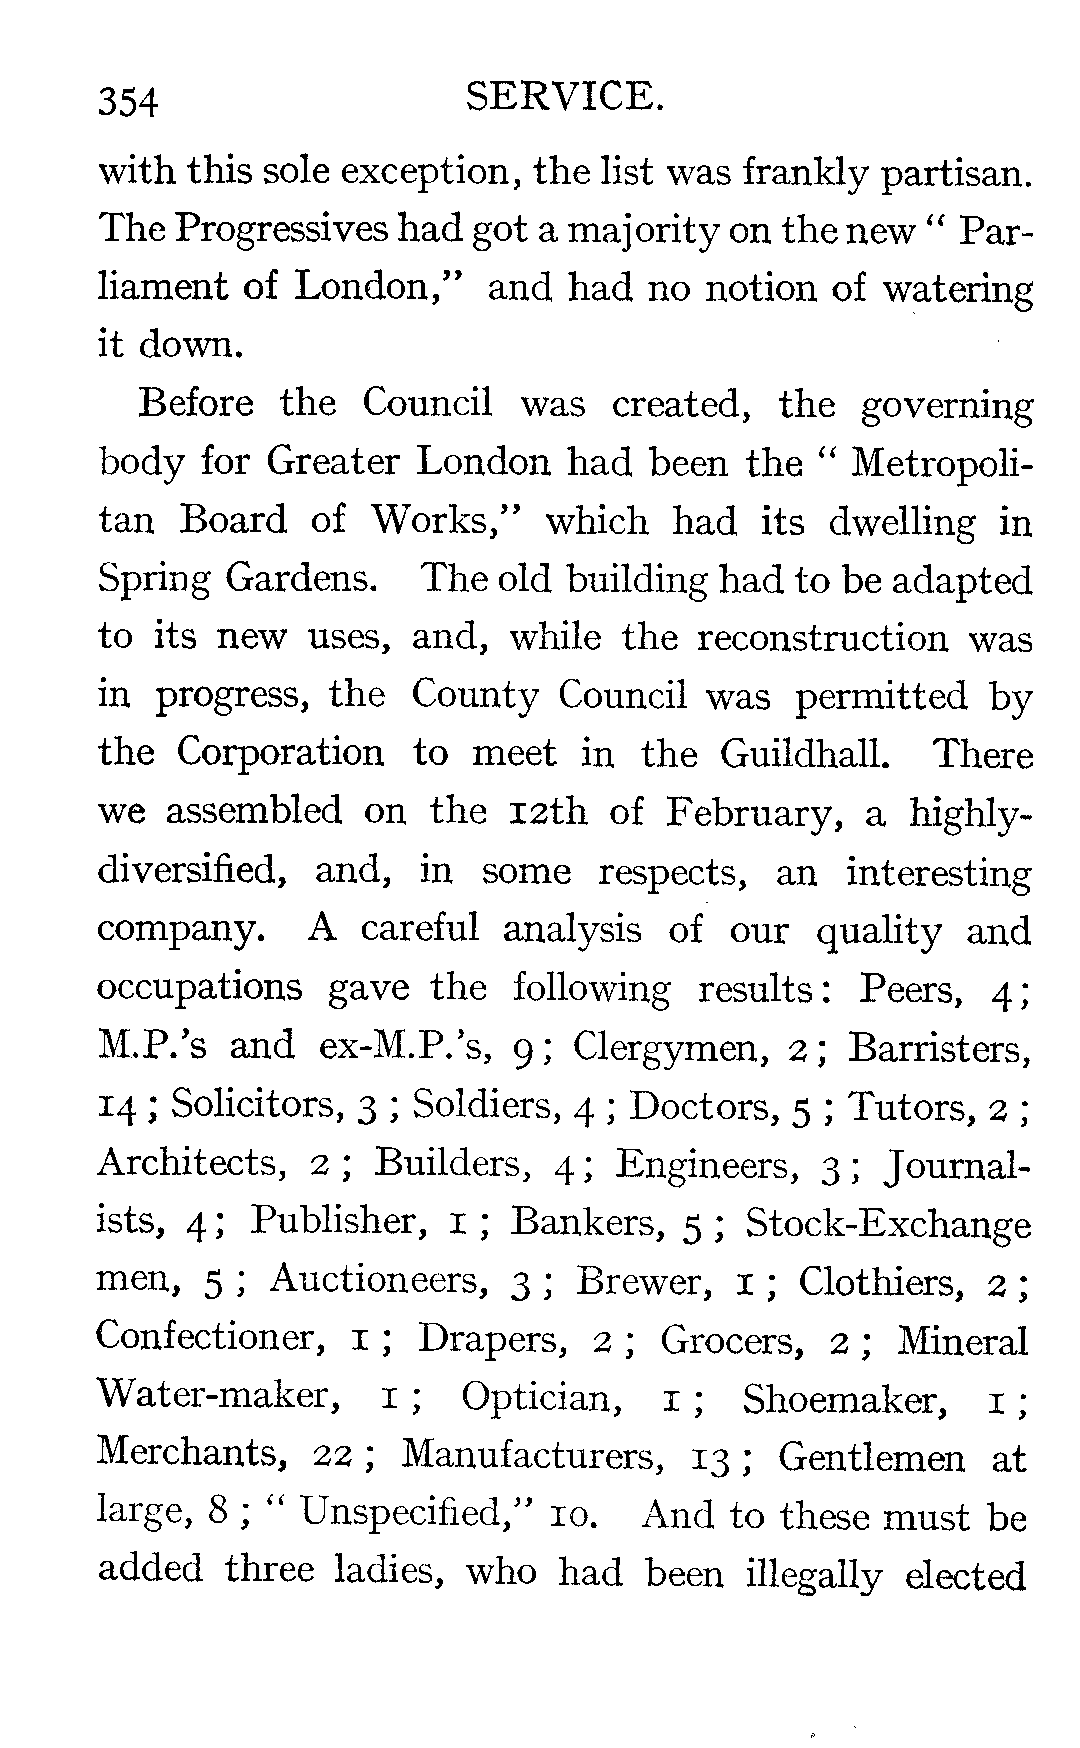 354 SERVICE.
with this sole exception, the list was frankly partisan.
The Progressives had got a majority on the new “ Par-
liament of London,” and had no notion of watering
it down.
Before the Council was created, the governing
body for Greater London had been the “ Metropoli-
tan Board of Works,” which had its dwelling in
Spring Gardens. The old building had to be adapted
to its new uses, and, while the reconstruction was
in progress, the County Council was permitted by
the Corporation to meet in the Guildhall. There
we assembled on the 12th of February, a highly-
diversified, and, in some respects, an interesting
company. A careful analysis of our quality and
occupations gave the following results: Peers, 4;
M.P.’s and ex-M.P.’s, 9 ; Clergymen, 2 ; Barristers,
14 ; Solicitors, 3 ; Soldiers, 4 ; Doctors, 5 ; Tutors, 2 ;
Architects, 2 ; Builders, 4 ; Engineers, 3 ; Journal-
ists, 4 ; Publisher, 1 ; Bankers, 5 ; Stock-Exchange
men, 5 ; Auctioneers, 3 ; Brewer, 1 ; Clothiers, 2 ;
Confectioner, 1 ; Drapers, 2 ; Grocers, 2 ; Mineral
Water-maker, 1 ; Optician, 1 ; Shoemaker, 1 ;
Merchants, 22 ; Manufacturers, 13 ; Gentlemen at
large, 8 ; “ Unspecified,” 10. And to these must be
added three ladies, who had been illegally elected